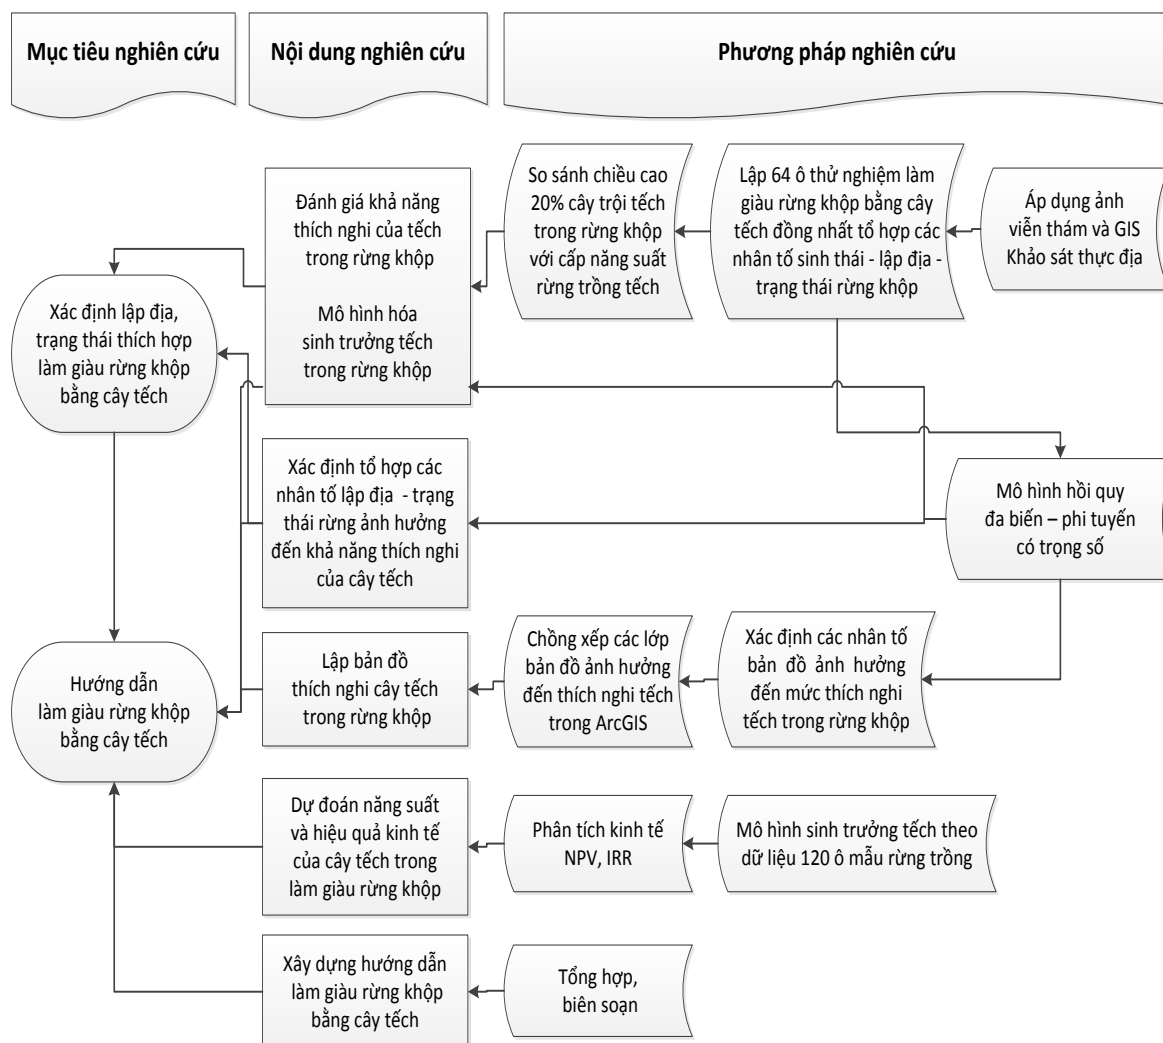 Mục tiêu nghiên cứu
Nội dung nghiên cứu
Phương pháp nghiên cứu
Đánh giá khả năng
thích nghi của tếch
trong rừng khộp
Mô hình hóa
sinh trưởng tếch
trong rừng khộp
So sánh chiều cao
20% cây trội tếch
trong rừng khộp
với cấp năng suất
rừng trồng tếch
Lập 64 ô thử nghiệm làm
giàu rừng khộp bằng cây
tếch đồng nhất tổ hợp các
nhân tố sinh thái - lập địa -
trạng thái rừng khộp
Áp dụng ảnh
viễn thám và GIS
Khảo sát thực địa
Xác định lập địa,
trạng thái thích hợp
làm giàu rừng khộp
bằng cây tếch
Xác định tổ hợp các
nhân tố lập địa - trạng
thái rừng ảnh hưởng
đến khả năng thích nghi
của cây tếch
Mô hình hồi quy
đa biến – phi tuyến
có trọng số
Hướng dẫn
làm giàu rừng khộp
bằng cây tếch
Lập bản đồ
thích nghi cây tếch
trong rừng khộp
Chồng xếp các lớp
bản đồ ảnh hưởng
đến thích nghi tếch
trong ArcGIS
Xác định các nhân tố
bản đồ ảnh hưởng
đến mức thích nghi
tếch trong rừng khộp
Dự đoán năng suất
và hiệu quả kinh tế
của cây tếch trong
làm giàu rừng khộp
Phân tích kinh tế
NPV, IRR
Mô hình sinh trưởng tếch theo
dữ liệu 120 ô mẫu rừng trồng
Xây dựng hướng dẫn
làm giàu rừng khộp
bằng cây tếch
Tổng hợp,
biên soạn